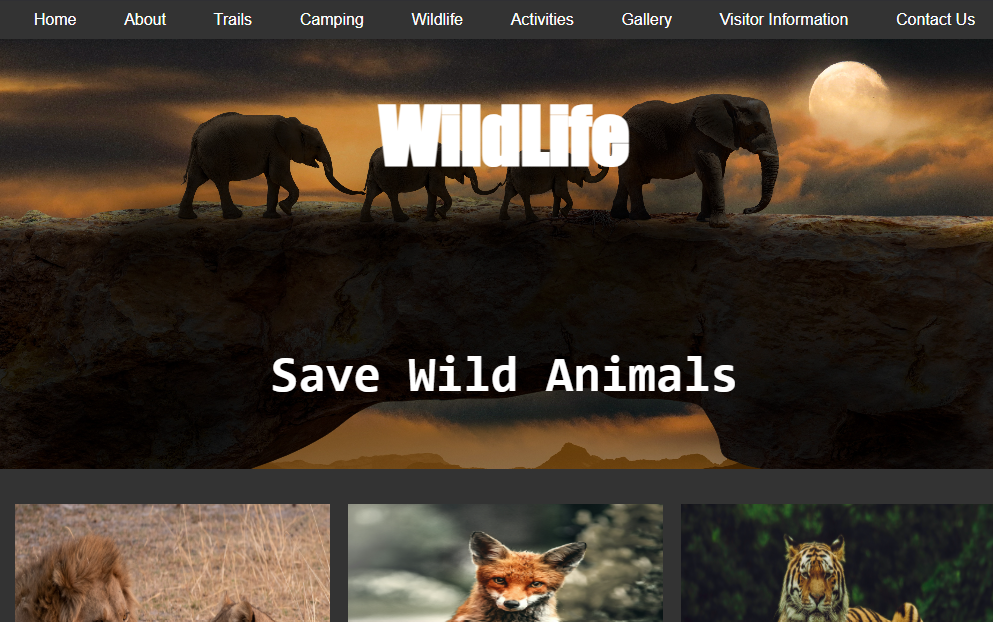 Home About Trails Camping Wildlife Activities Gallery Visitor Information Contact Us
WildLife
Save Wild Animals